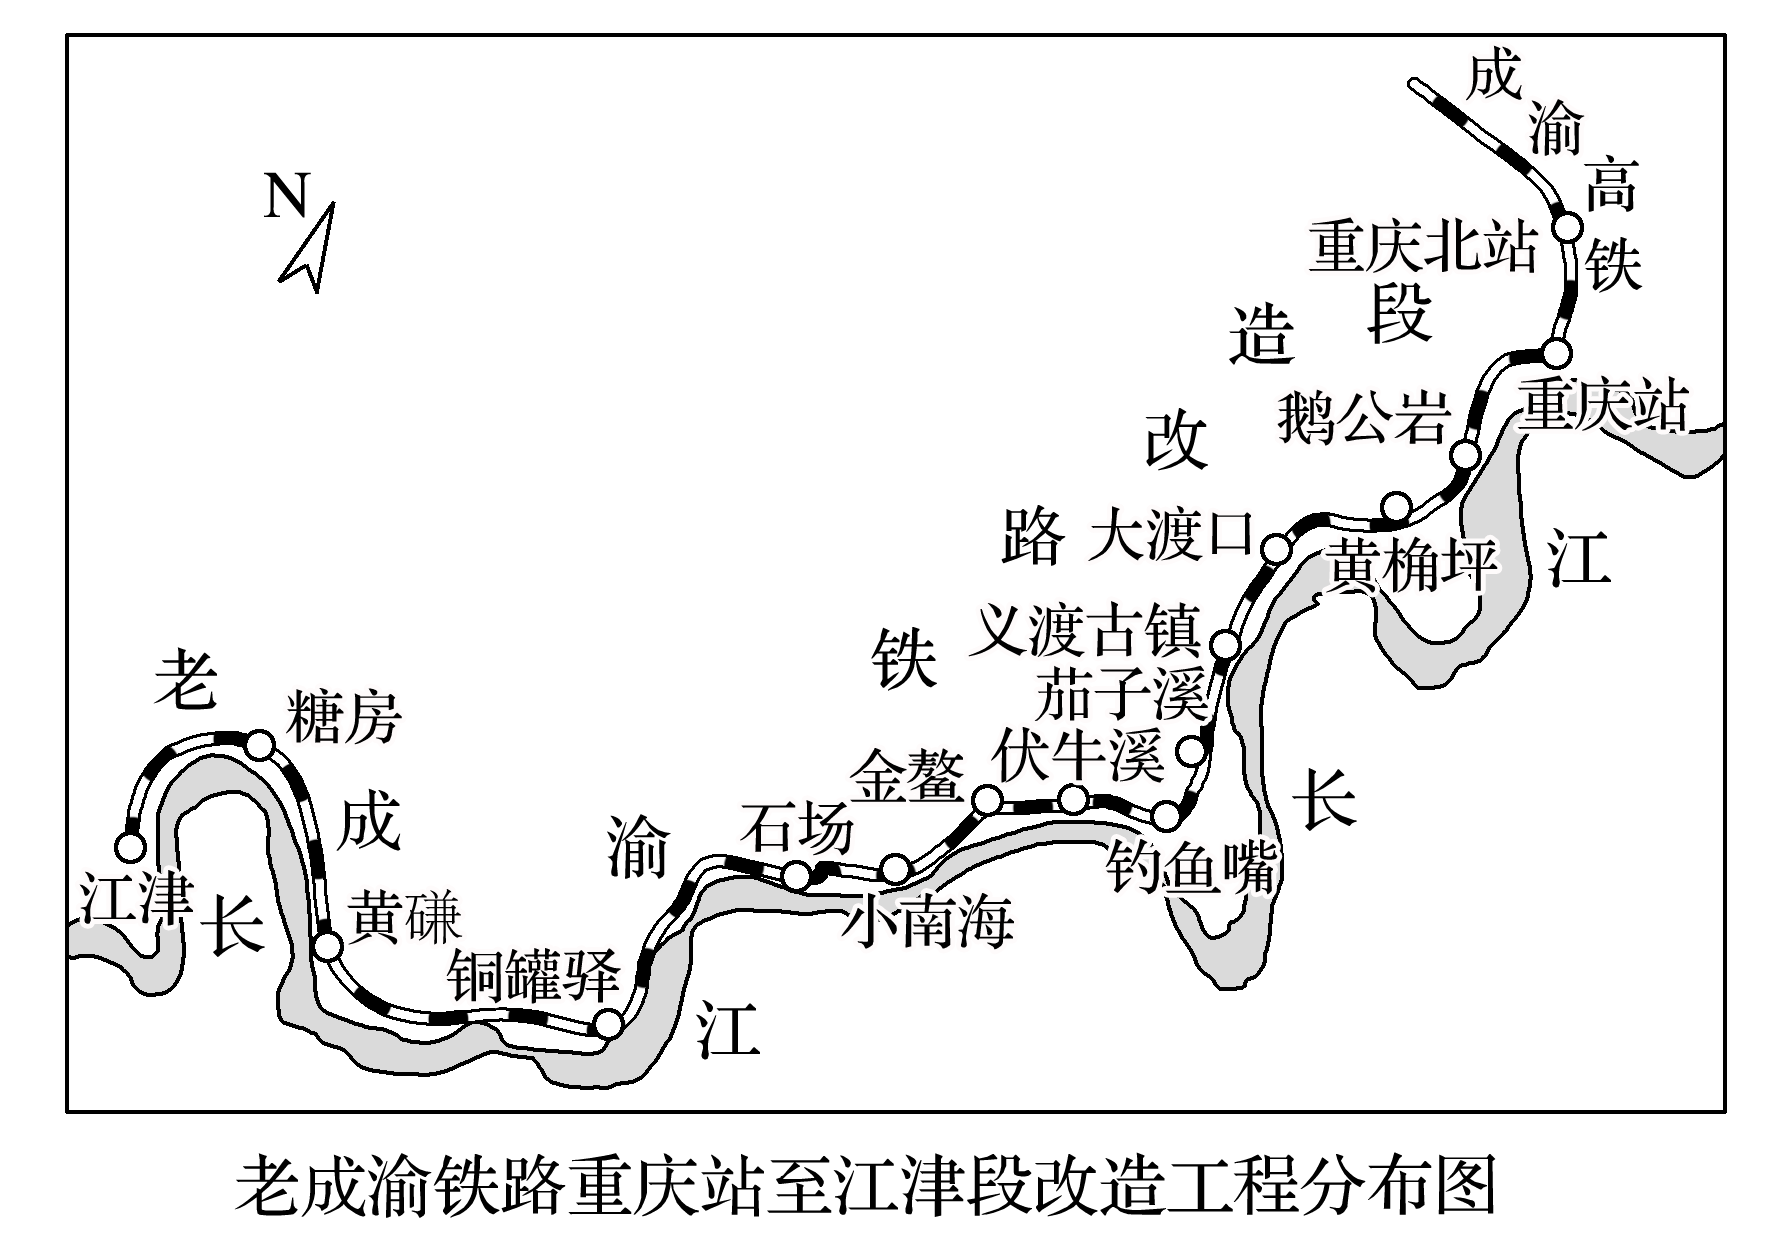 成渝高铁
N
重庆北站
老成渝铁路改造段
重庆站
鹅公岩
大渡口
黄桷坪
长江
义渡古镇
茄子溪
伏牛溪
金鳌
糖房
石场
钓鱼嘴
江津
长江
黄磏
小南海
铜罐驿
老成渝铁路重庆站至江津段改造工程分布图